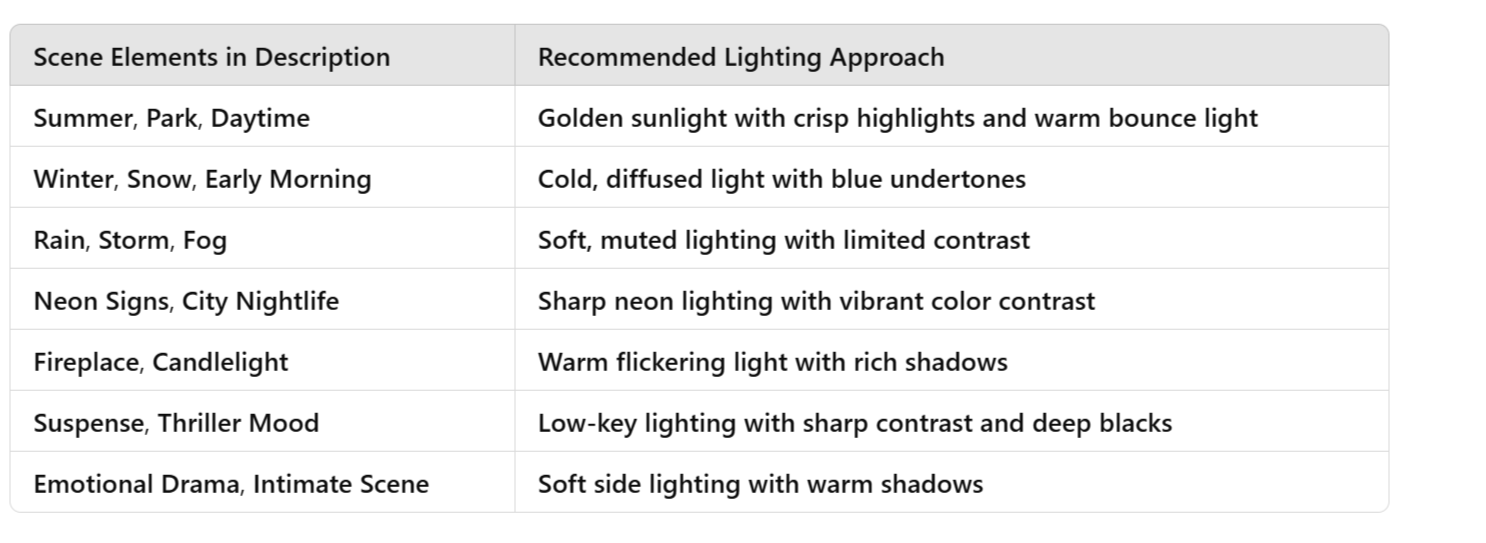 Scene Elements in Description
Recommended Lighting Approach
Summer, Park, Daytime
Golden sunlight with crisp highlights and warm bounce light
Winter, Snow, Early Morning
Cold, diffused light with blue undertones
Rain, Storm, Fog
Soft, muted lighting with limited contrast
Neon Signs, City Nightlife
Sharp neon lighting with vibrant color contrast
Fireplace, Candlelight
Warm flickering light with rich shadows
Suspense, Thriller Mood
Low-key lighting with sharp contrast and deep blacks
Emotional Drama, Intimate Scene
Soft side lighting with warm shadows